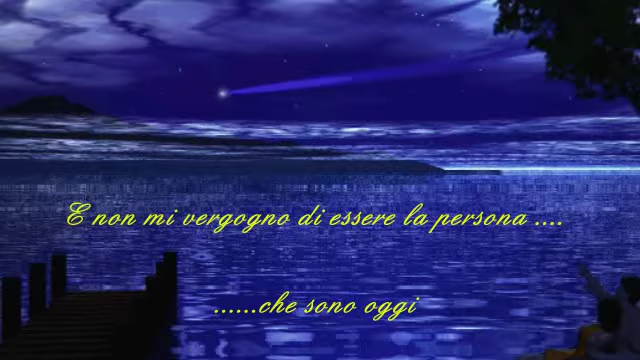 E non mi vergogno di essere la persona ....
......che sono oggi